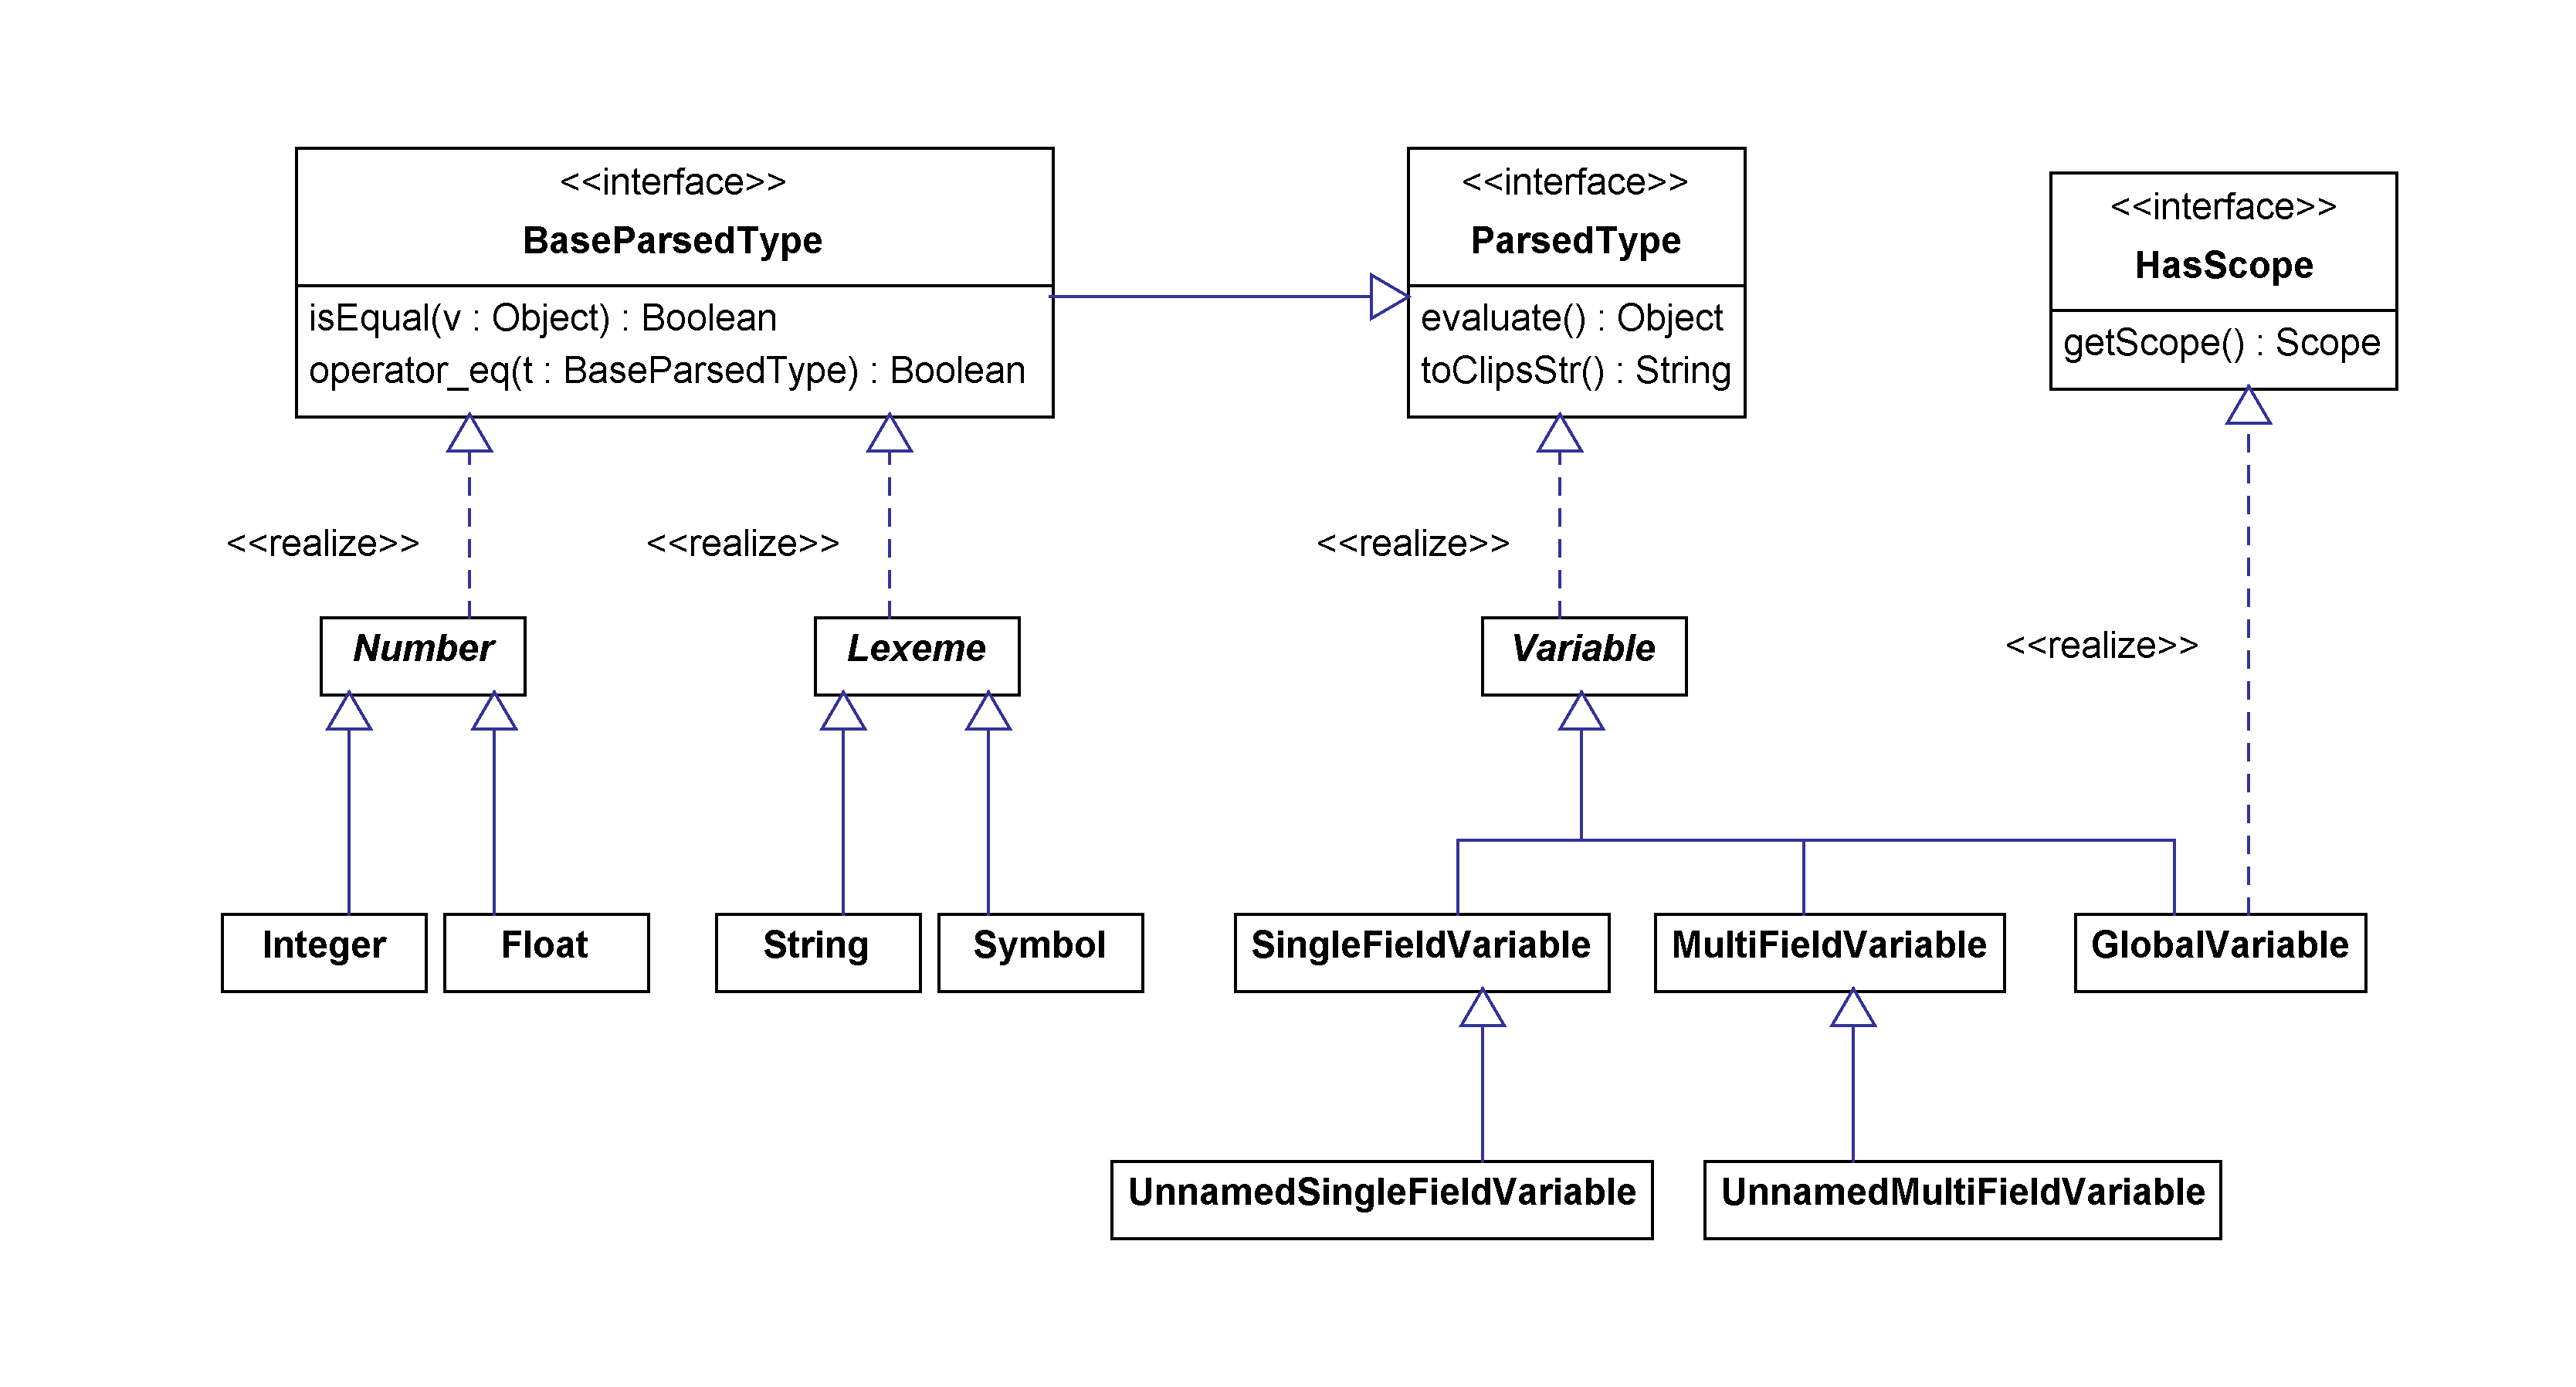 <<interface>>
BaseParsedType
isEqual(v : Object) : Boolean
operator_eq(t : BaseParsedType) : Boolean
<<interface>>
ParsedType
evaluate() : Object
toClipsStr() : String
<<interface>>
HasScope
getScope() : Scope
<<realize>>
<<realize>>
<<realize>>
<<realize>>
Number
Lexeme
Variable
Integer
Float
String
Symbol
SingleFieldVariable
MultiFieldVariable
GlobalVariable
UnnamedSingleFieldVariable
UnnamedMultiFieldVariable